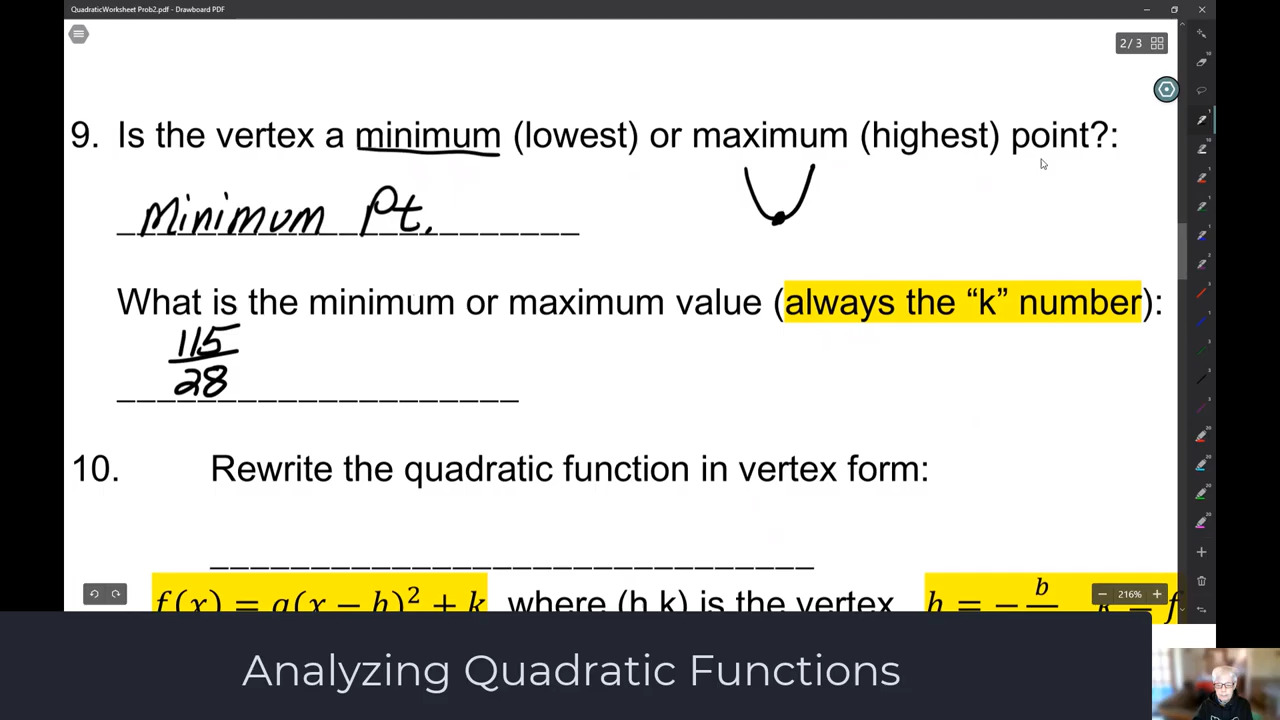 QuadraticWorksheet Prob2.pdf - Drawboard PDF
2 / 3
9. Is the vertex a minimum (lowest) or maximum (highest) point?:
Minimum Pt.
What is the minimum or maximum value (always the “k” number):
115
28
10. Rewrite the quadratic function in vertex form:
f(x) = a(x − h)² + k where (h k) is the vertex h = − b k = f
216%
Analyzing Quadratic Functions